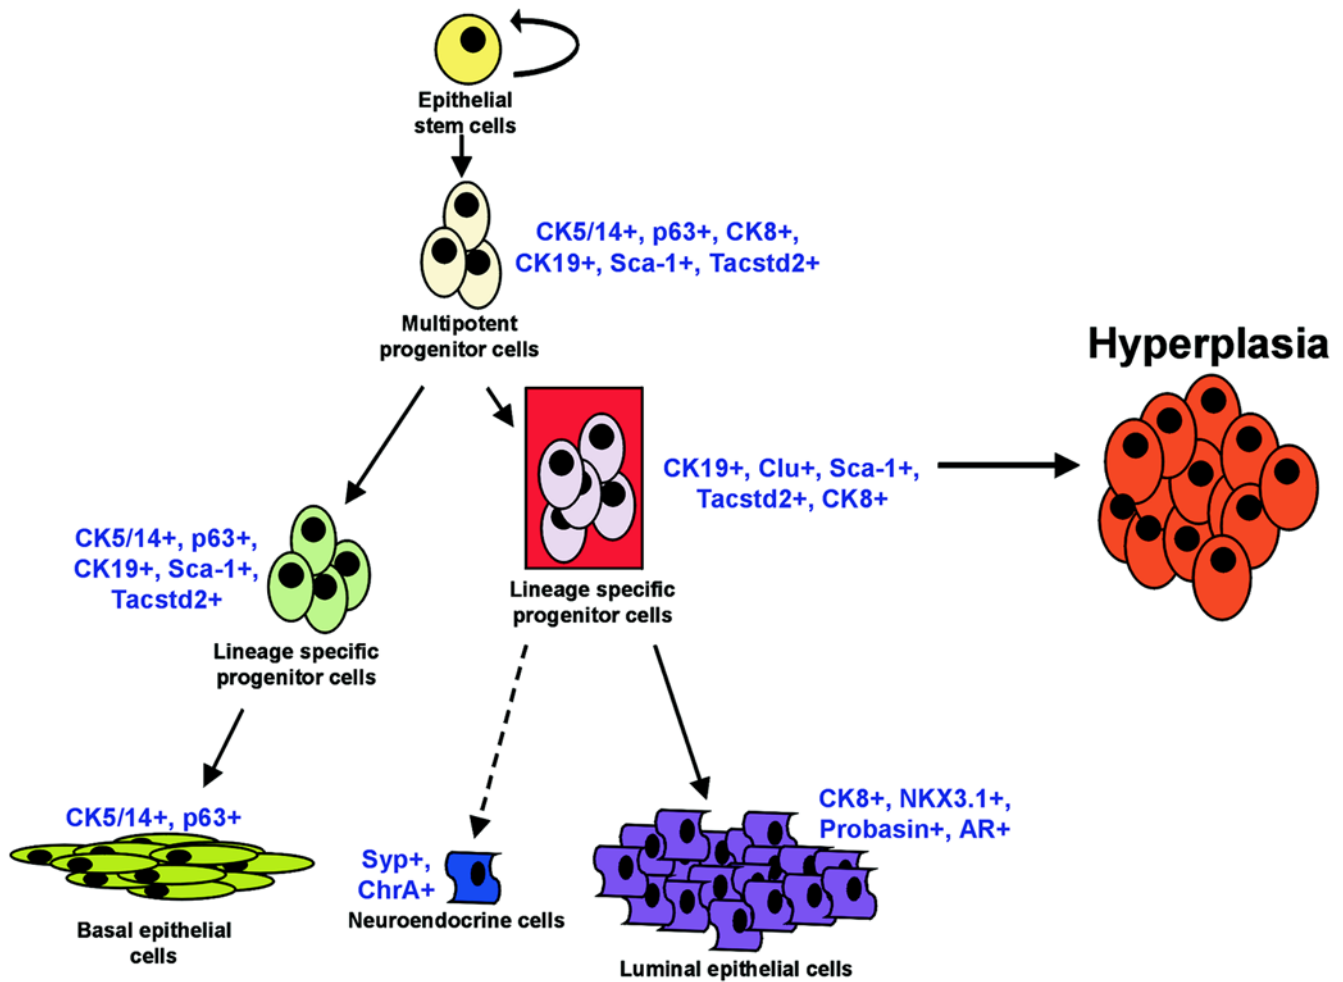 Epithelial
stem cells
CK5/14+, p63+, CK8+,
CK19+, Sca-1+, Tacstd2+
Multipotent
progenitor cells
Hyperplasia
CK19+, Clu+, Sca-1+,
Tacstd2+, CK8+
CK5/14+, p63+,
CK19+, Sca-1+,
Tacstd2+
Lineage specific
progenitor cells
Lineage specific
progenitor cells
CK5/14+, p63+
Basal epithelial
cells
Syp+,
ChrA+
Neuroendocrine cells
CK8+, NKX3.1+,
Probasin+, AR+
Luminal epithelial cells